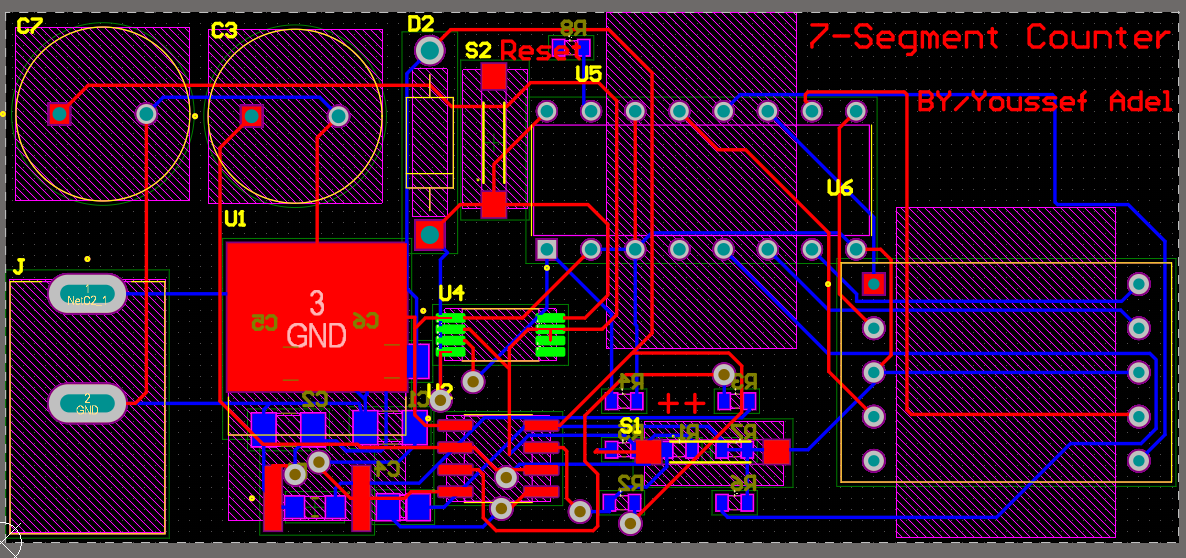 C7
C3
D2
S2
Reset
R8
U5
7-Segment Counter
BY/Youssef Adel
U6
U1
J
1
NetC2_1
3
GND
C5
C6
U4
2
GND
C2
C1
U2
R4
++
R3
S1
R1
R7
C4
R2
R6